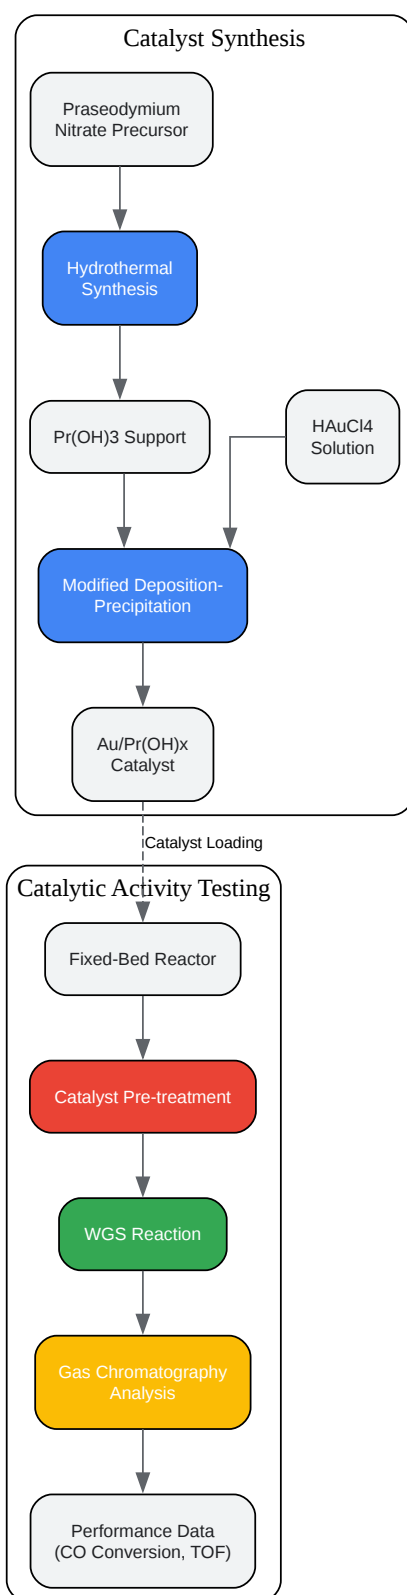 Catalyst Synthesis
Praseodymium
Nitrate Precursor
Hydrothermal
Synthesis
Pr(OH)3 Support
HAuCl4
Solution
Modified Deposition-
Precipitation
Au/Pr(OH)x
Catalyst
Catalyst Loading
Catalytic Activity Testing
Fixed-Bed Reactor
Catalyst Pre-treatment
WGS Reaction
Gas Chromatography
Analysis
Performance Data
(CO Conversion, TOF)